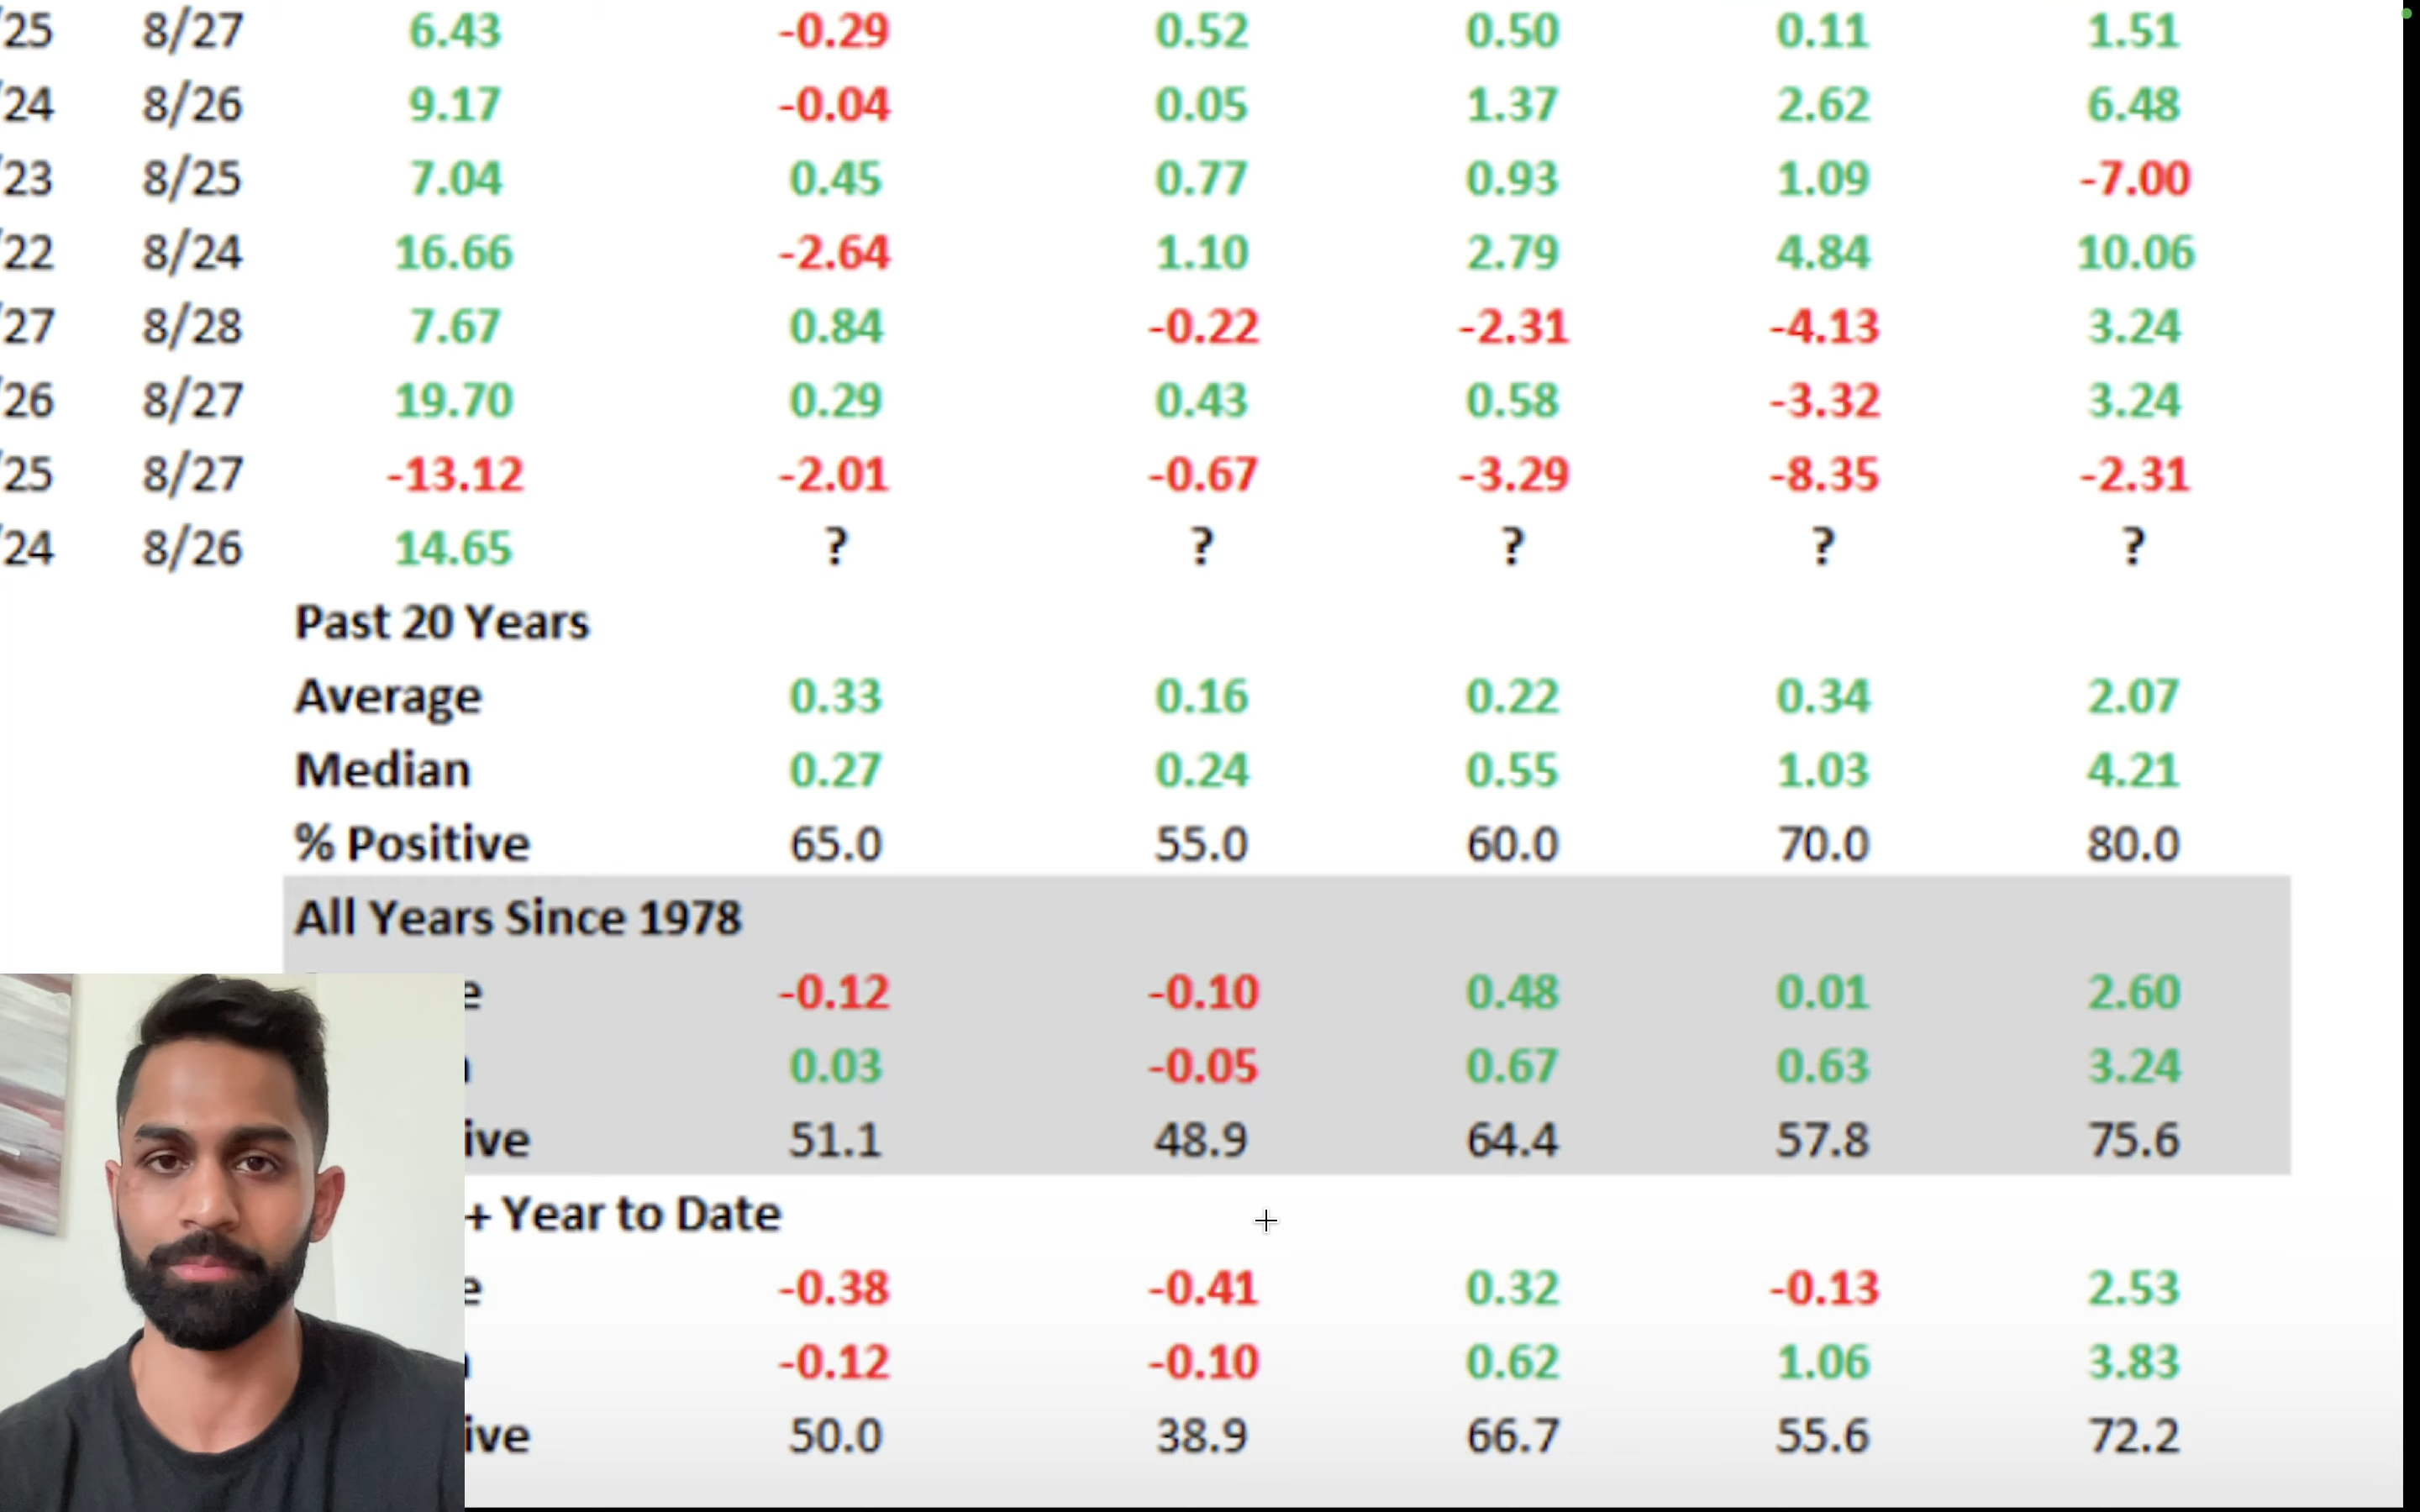 /25 8/27 6.43 -0.29 0.52 0.50 0.11 1.51
/24 8/26 9.17 -0.04 0.05 1.37 2.62 6.48
/23 8/25 7.04 0.45 0.77 0.93 1.09 -7.00
/22 8/24 16.66 -2.64 1.10 2.79 4.84 10.06
/27 8/28 7.67 0.84 -0.22 -2.31 -4.13 3.24
/26 8/27 19.70 0.29 0.43 0.58 -3.32 3.24
/25 8/27 -13.12 -2.01 -0.67 -3.29 -8.35 -2.31
/24 8/26 14.65 ? ? ? ? ?
Past 20 Years
Average 0.33 0.16 0.22 0.34 2.07
Median 0.27 0.24 0.55 1.03 4.21
% Positive 65.0 55.0 60.0 70.0 80.0
All Years Since 1978
e -0.12 -0.10 0.48 0.01 2.60
0.03 -0.05 0.67 0.63 3.24
ive 51.1 48.9 64.4 57.8 75.6
+ Year to Date
e -0.38 -0.41 0.32 -0.13 2.53
-0.12 -0.10 0.62 1.06 3.83
ive 50.0 38.9 66.7 55.6 72.2